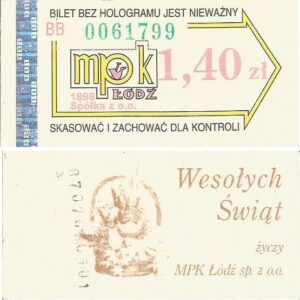 BILET BEZ HOLOGRAMU JEST NIEWAŻNY
BB 0061799
mpk 1,40 zł
ŁÓDŹ
1898
Spółka z o.o.
SKASOWAĆ I ZACHOWAĆ DLA KONTROLI
Wesołych
Świąt
życzy
MPK Łódź sp. z o.o.